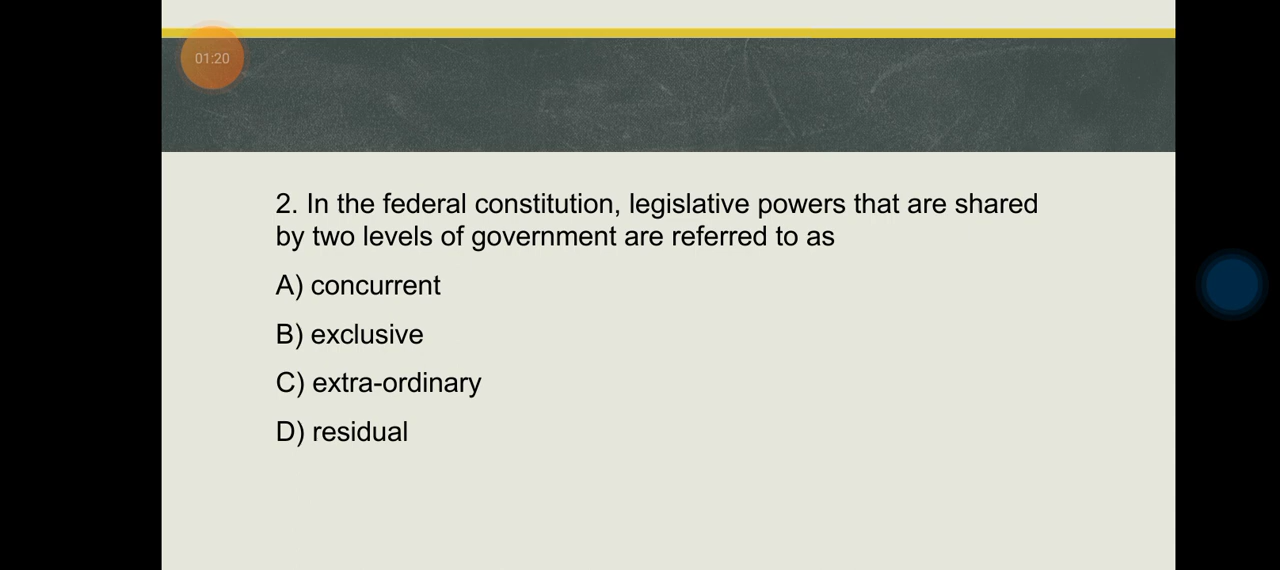 01:20
2. In the federal constitution, legislative powers that are shared
by two levels of government are referred to as
A) concurrent
B) exclusive
C) extra-ordinary
D) residual